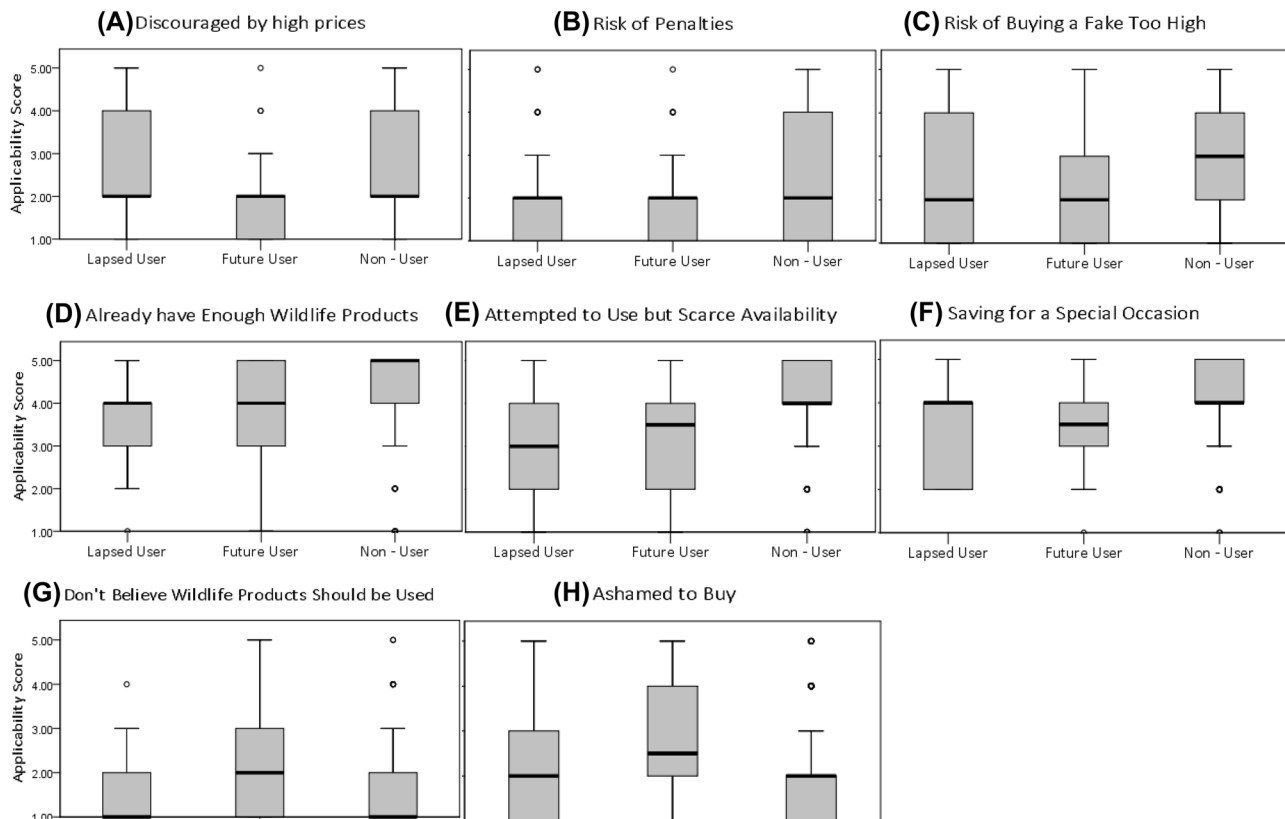 (A) Discouraged by high prices
(B) Risk of Penalties
(C) Risk of Buying a Fake Too High
Applicability Score
5.00
4.00
3.00
2.00
1.00
Lapsed User Future User Non - User
Lapsed User Future User Non - User
Lapsed User Future User Non - User
(D) Already have Enough Wildlife Products
(E) Attempted to Use but Scarce Availability
(F) Saving for a Special Occasion
Applicability Score
5.00
4.00
3.00
2.00
1.00
Lapsed User Future User Non - User
Lapsed User Future User Non - User
Lapsed User Future User Non - User
(G) Don't Believe Wildlife Products Should be Used
(H) Ashamed to Buy
Applicability Score
5.00
4.00
3.00
2.00
1.00